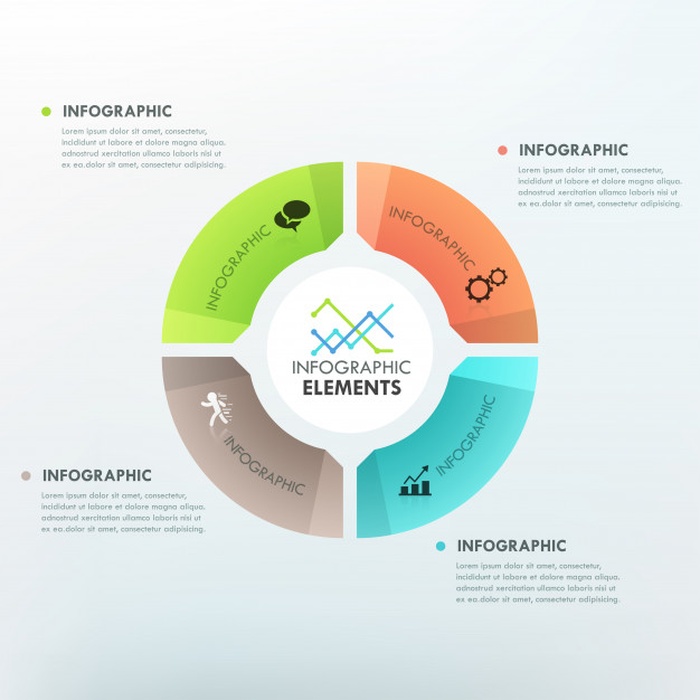 INFOGRAPHIC
Lorem ipsum dolor sit amet, consectetur,
incididunt ut labore et dolore magna aliqua,
adnostrud xercitation ullamco laboris nisi ut
ex ea.dolor sit amet, consectetur adipisicing.
INFOGRAPHIC
Lorem ipsum dolor sit amet, consectetur,
incididunt ut labore et dolore magna aliqua,
adnostrud xercitation ullamco laboris nisi ut
ex ea.dolor sit amet, consectetur adipisicing.
INFOGRAPHIC
INFOGRAPHIC
INFOGRAPHIC
ELEMENTS
INFOGRAPHIC
INFOGRAPHIC
INFOGRAPHIC
Lorem ipsum dolor sit amet, consectetur,
incididunt ut labore et dolore magna aliqua,
adnostrud xercitation ullamco laboris nisi ut
ex ea.dolor sit amet, consectetur adipisicing.
INFOGRAPHIC
Lorem ipsum dolor sit amet, consectetur,
incididunt ut labore et dolore magna aliqua,
adnostrud xercitation ullamco laboris nisi ut
ex ea.dolor sit amet, consectetur adipisicing.